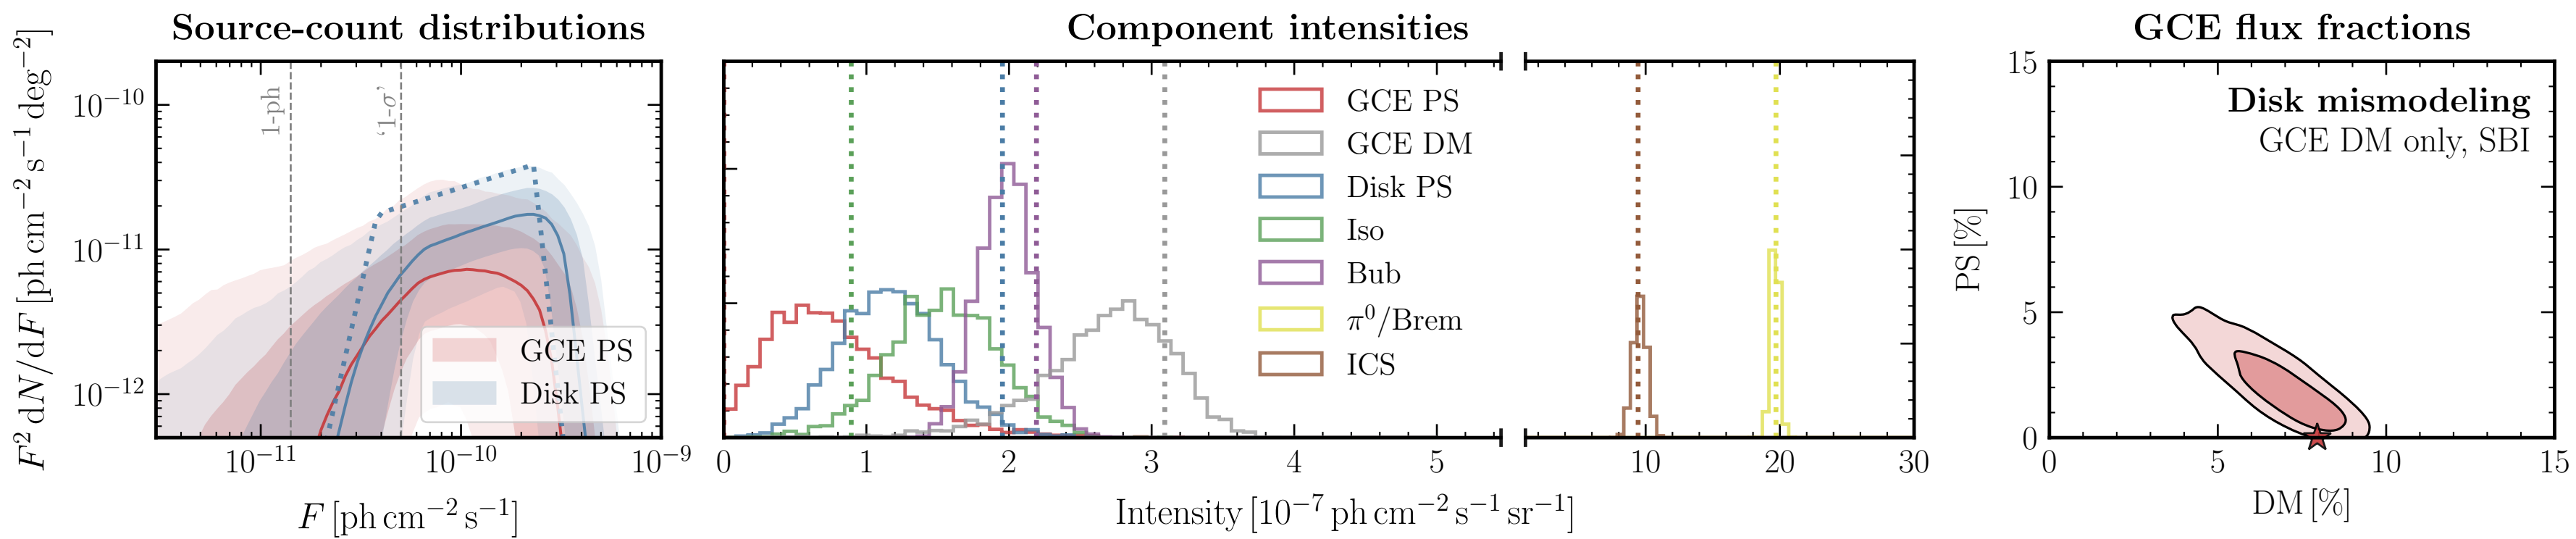 Source-count distributions
F² dN/dF [ph cm⁻² s⁻¹ deg⁻²]
10⁻¹⁰
10⁻¹¹
10⁻¹²
1-ph
‘1-σ’
GCE PS
Disk PS
10⁻¹¹
10⁻¹⁰
10⁻⁹
F [ph cm⁻² s⁻¹]
Component intensities
GCE PS
GCE DM
Disk PS
Iso
Bub
π⁰/Brem
ICS
0
1
2
3
4
5
10
20
30
Intensity [10⁻⁷ ph cm⁻² s⁻¹ sr⁻¹]
GCE flux fractions
Disk mismodeling
GCE DM only, SBI
PS [%]
15
10
5
0
0
5
10
15
DM [%]